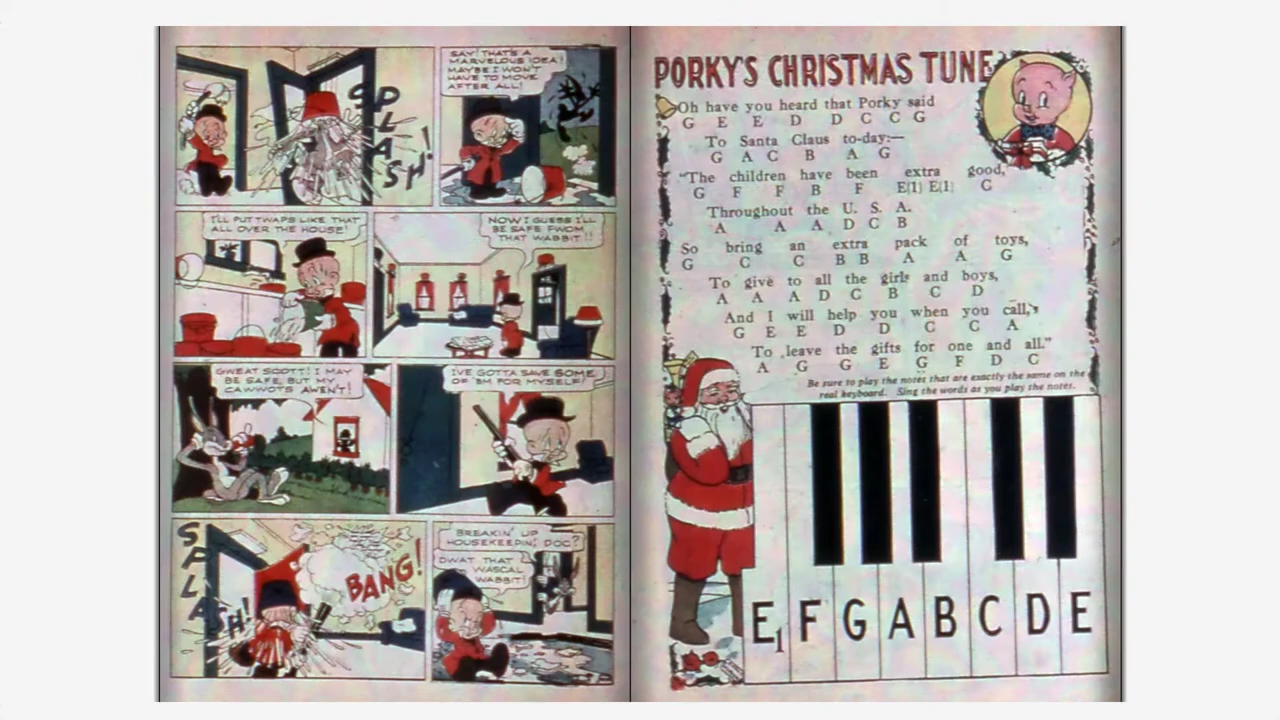 SPLASH!
SAY! THAT'S A
MARVELOUS IDEA!
MAYBE I WON'T
HAVE TO MOVE
AFTER ALL!
I'LL PUT TWAPS LIKE THAT
ALL OVER THE HOUSE!
NOW I GUESS I'LL
BE SAFE FWOM
THAT WABBIT!!
GWEAT SCOTT! I MAY
BE SAFE, BUT MY
CAWWOTS AWEN'T!
I'VE GOTTA SAVE SOME
OF 'EM FOR MYSELF!
SPLASH!
BANG!
BREAKIN' UP
HOUSEKEEPIN', DOC?
DWAT THAT
WASCAL
WABBIT!
PORKY'S CHRISTMAS TUNE
Oh have you heard that Porky said
G E E D D C C G
To Santa Claus to-day:—
G A C B A G
"The children have been extra good,
G F F B F E(1) E(1) C
Throughout the U. S. A.
A A A D C B
So bring an extra pack of toys,
G C C B B A A G
To give to all the girls and boys,
A A A D C B C D
And I will help you when you call,
G E E D D C C A
To leave the gifts for one and all."
A G G E G F D C
Be sure to play the notes that are exactly the same on the
real keyboard. Sing the words as you play the notes.
E1 F G A B C D E